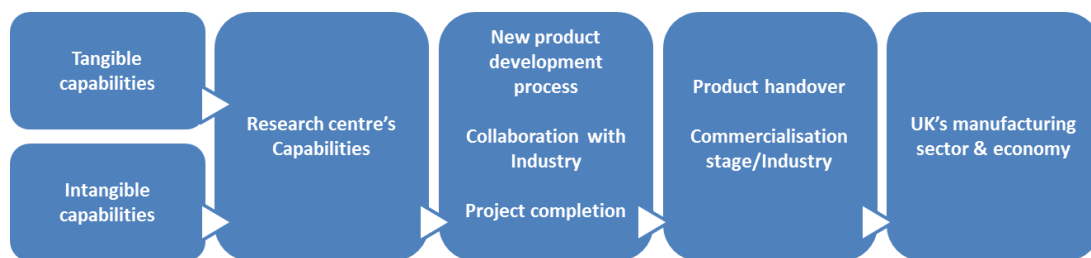 Tangible
capabilities
Intangible
capabilities
Research centre's
Capabilities
New product
development
process
Collaboration with
Industry
Project completion
Product handover
Commercialisation
stage/Industry
UK's manufacturing
sector & economy